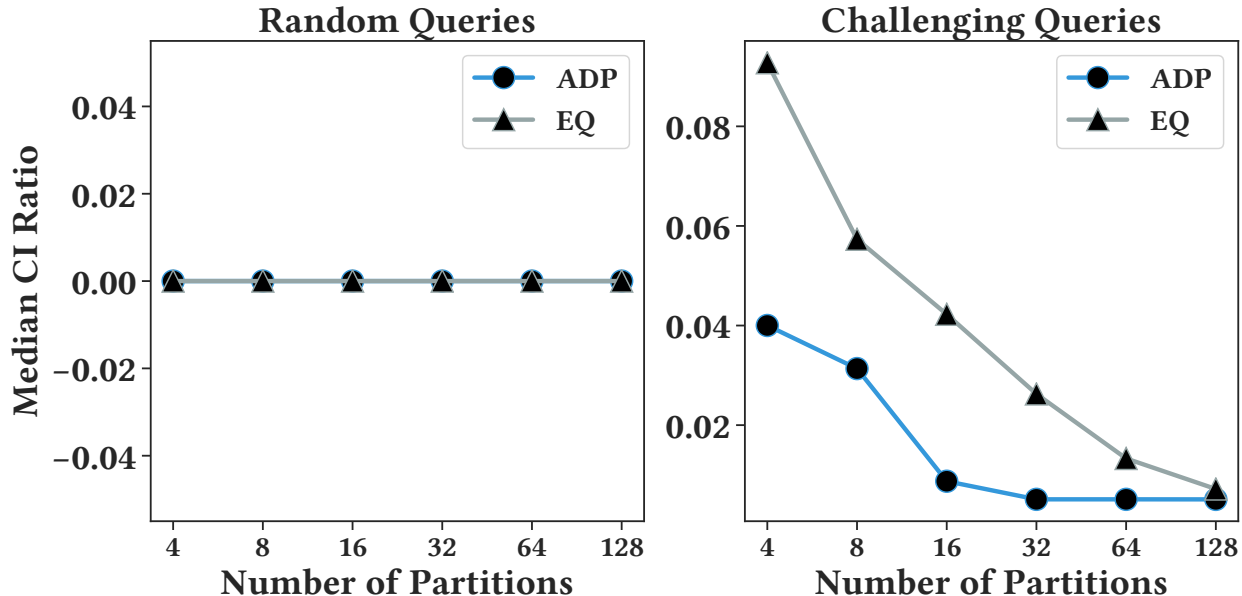 Random Queries
Median CI Ratio
0.04
0.02
0.00
−0.02
−0.04
4 8 16 32 64 128
Number of Partitions
ADP
EQ
Challenging Queries
0.08
0.06
0.04
0.02
4 8 16 32 64 128
Number of Partitions
ADP
EQ